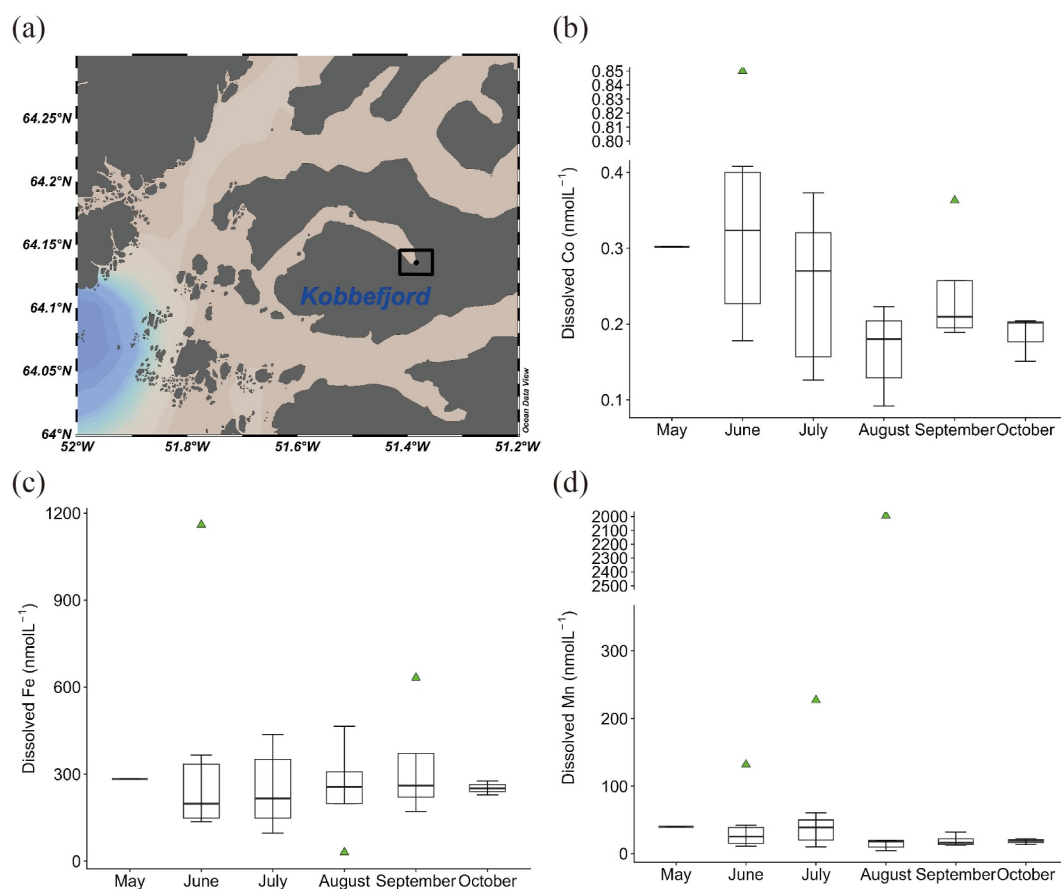 (a)
64.25°N
64.2°N
64.15°N
64.1°N
64.05°N
64°N
52°W
51.8°W
51.6°W
51.4°W
51.2°W
Kobbefjord
Ocean Data View
(b)
Dissolved Co (nmolL⁻¹)
0.85
0.84
0.83
0.82
0.81
0.80
0.4
0.3
0.2
0.1
May June July August September October
(c)
Dissolved Fe (nmolL⁻¹)
1200
900
600
300
0
May June July August September October
(d)
Dissolved Mn (nmolL⁻¹)
2000
2100
2200
2300
2400
2500
300
200
100
0
May June July August September October